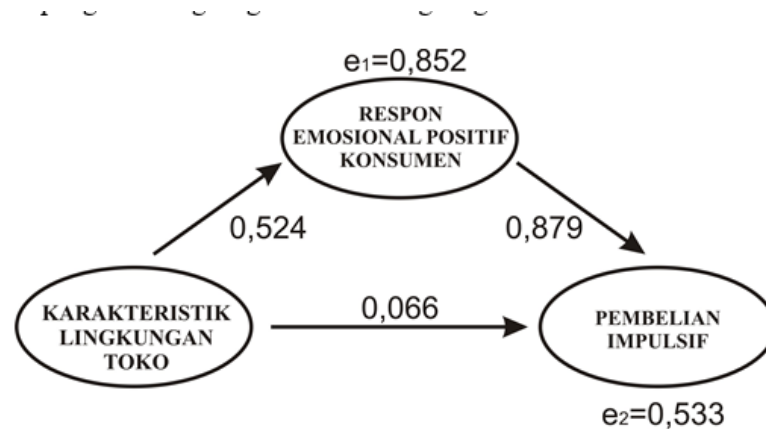 e1=0,852
RESPON
EMOSIONAL POSITIF
KONSUMEN
0,524
0,879
KARAKTERISTIK
LINGKUNGAN
TOKO
0,066
PEMBELIAN
IMPULSIF
e2=0,533